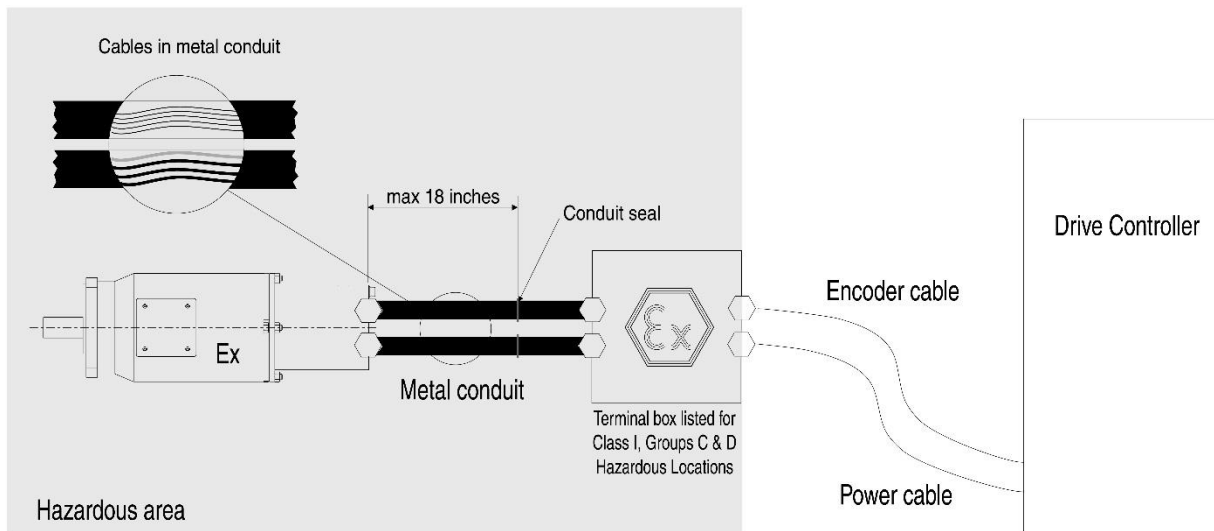 Cables in metal conduit
max 18 inches
Conduit seal
Drive Controller
Encoder cable
Ex
Ex
Metal conduit
Terminal box listed for
Class I, Groups C & D
Hazardous Locations
Power cable
Hazardous area